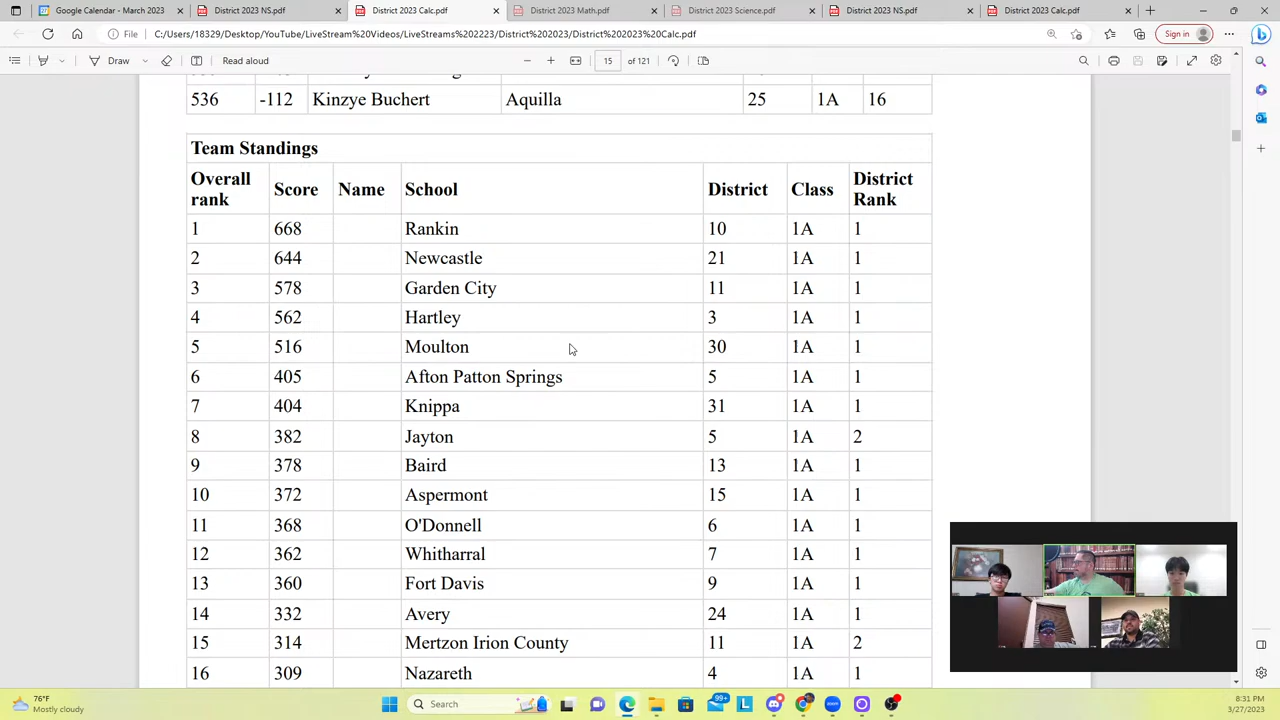 Google Calendar - March 2023
District 2023 NS.pdf
District 2023 Calc.pdf
District 2023 Math.pdf
District 2023 Science.pdf
District 2023 NS.pdf
District 2023 Calc.pdf
File C:/Users/18329/Desktop/YouTube/LiveStream%20Videos/LiveStreams%202223/District%202023/District%202023%20Calc.pdf
Sign in
Draw Read aloud 15 of 121
536 -112 Kinzye Buchert Aquilla 25 1A 16
Team Standings
Overall rank Score Name School District Class District Rank
1 668 Rankin 10 1A 1
2 644 Newcastle 21 1A 1
3 578 Garden City 11 1A 1
4 562 Hartley 3 1A 1
5 516 Moulton 30 1A 1
6 405 Afton Patton Springs 5 1A 1
7 404 Knippa 31 1A 1
8 382 Jayton 5 1A 2
9 378 Baird 13 1A 1
10 372 Aspermont 15 1A 1
11 368 O'Donnell 6 1A 1
12 362 Whitharral 7 1A 1
13 360 Fort Davis 9 1A 1
14 332 Avery 24 1A 1
15 314 Mertzon Irion County 11 1A 2
16 309 Nazareth 4 1A 1
76°F
Mostly cloudy
Search
99+
8:31 PM
3/27/2023